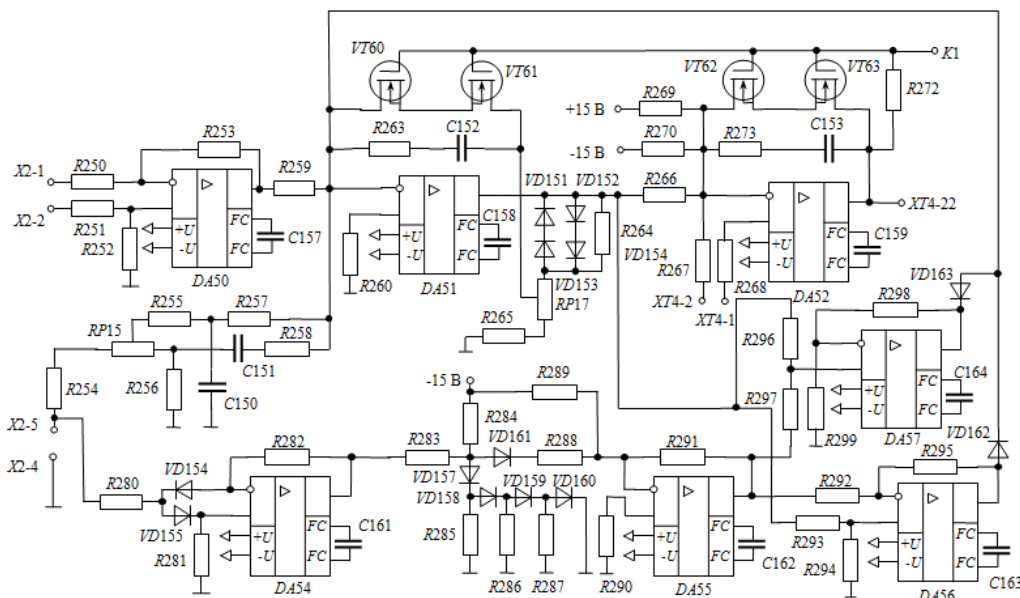 VT60
VT61
VT62
VT63
K1
R272
R269
+15 В
R263
C152
R270
-15 В
R273
C153
R253
R259
X2-1
R250
X2-2
R251
R252
+U
-U
FC
FC
C157
DA50
R260
+U
-U
FC
FC
C158
DA51
VD151
VD152
R264
VD154
VD153
RP17
R265
R266
R267
R268
XT4-2
XT4-1
+U
-U
FC
FC
C159
DA52
XT4-22
VD163
R298
R296
R297
R299
+U
-U
FC
FC
C164
DA57
VD162
R255
R257
RP15
R258
C151
R256
C150
R254
X2-5
X2-4
R280
VD154
VD155
R281
R282
+U
-U
FC
FC
C161
DA54
R283
-15 В
R284
R289
VD161
R288
VD157
VD158
VD159
VD160
R285
R286
R287
R290
R291
+U
-U
FC
FC
C162
DA55
R292
R293
R294
R295
+U
-U
FC
FC
C163
DA56